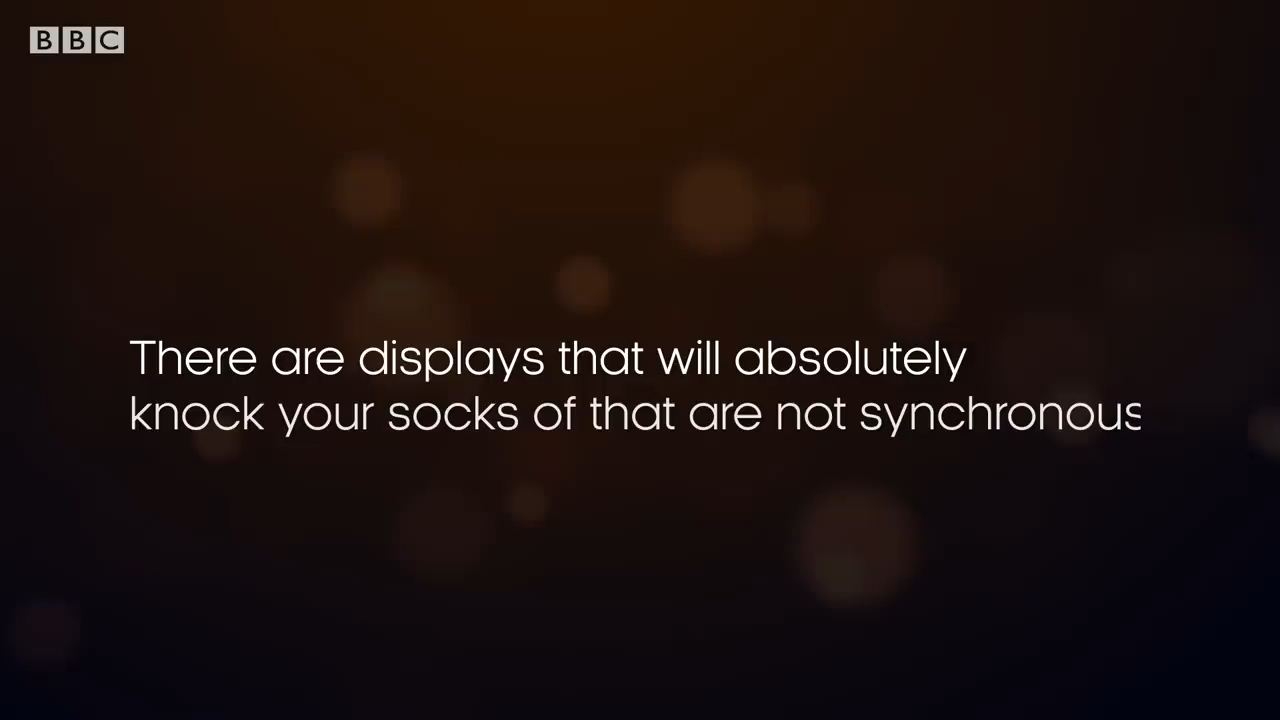 BBC
There are displays that will absolutely
knock your socks of that are not synchronous